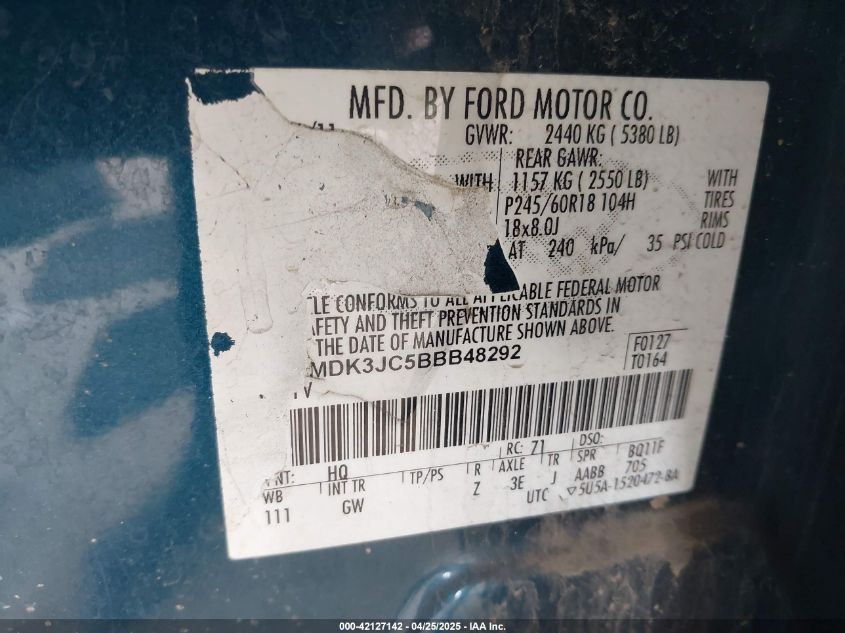 MFD. BY FORD MOTOR CO.
/11
GVWR: 2440 KG ( 5380 LB)
REAR GAWR:
WITH 1157 KG ( 2550 LB) WITH
P245/60R18 104H TIRES
18x8.0J RIMS
AT 240 kPa/ 35 PSI COLD
LE CONFORMS TO ALL APPLICABLE FEDERAL MOTOR
AFETY AND THEFT PREVENTION STANDARDS IN
THE DATE OF MANUFACTURE SHOWN ABOVE.
MDK3JC5BBB48292
F0127
T0164
V
NT: HQ RC: 71 DSO:
WB INT TR TP/PS R AXLE TR SPR BQ11F
111 GW Z 3E J AABB 705
UTC ▽5U5A-1520472-BA
000-42127142 / 04/25/2025 - IAA Inc.